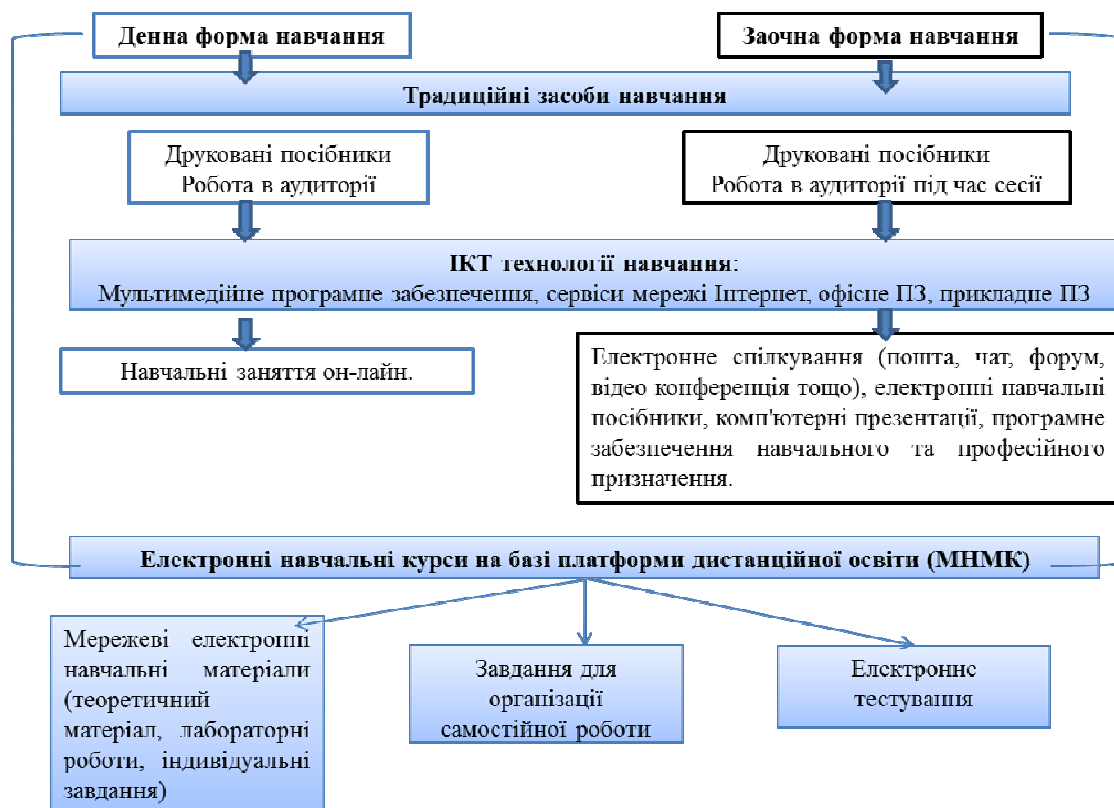 Денна форма навчання
Заочна форма навчання
Традиційні засоби навчання
Друковані посібники
Робота в аудиторії
Друковані посібники
Робота в аудиторії під час сесії
ІКТ технології навчання:
Мультимедійне програмне забезпечення, сервіси мережі Інтернет, офісне ПЗ, прикладне ПЗ
Навчальні заняття он-лайн.
Електронне спілкування (пошта, чат, форум,
відео конференція тощо), електронні навчальні
посібники, комп'ютерні презентації, програмне
забезпечення навчального та професійного
призначення.
Електронні навчальні курси на базі платформи дистанційної освіти (МНМК)
Мережеві електронні
навчальні матеріали
(теоретичний
матеріал, лабораторні
роботи, індивідуальні
завдання)
Завдання для
організації
самостійної роботи
Електронне
тестування